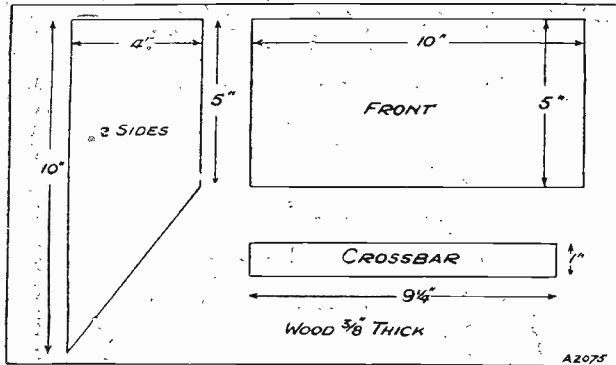 4"
10"
5"
5"
FRONT
2 SIDES
10"
CROSSBAR
1"
9¼"
WOOD 3/8" THICK
A2075